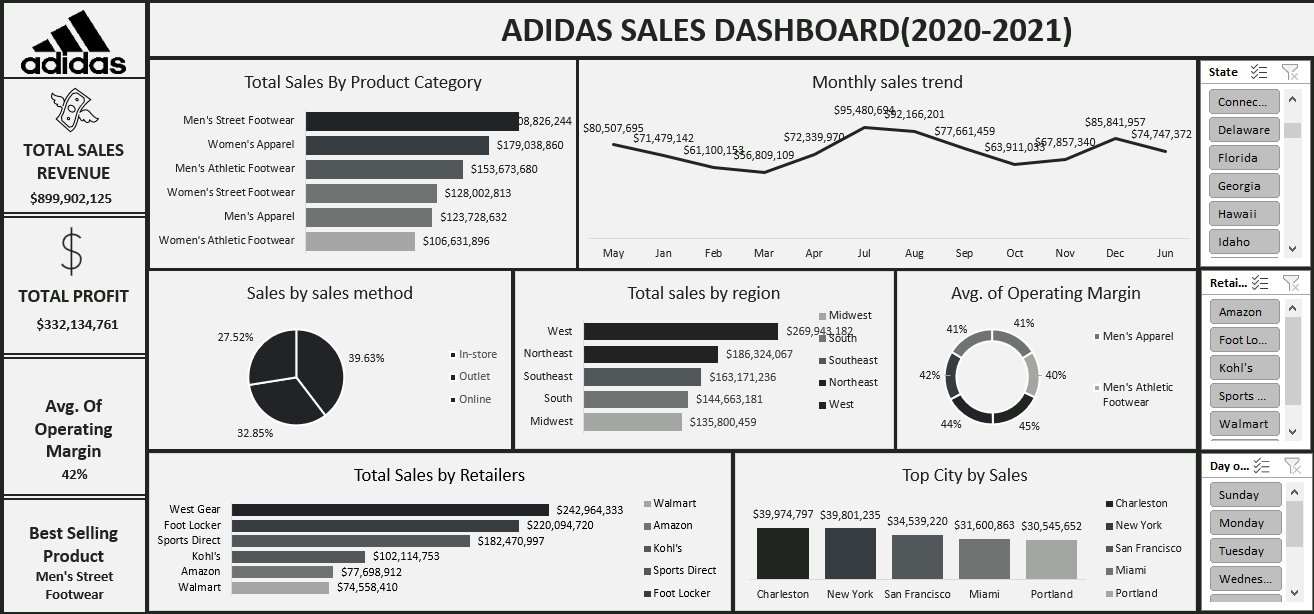 adidas
ADIDAS SALES DASHBOARD(2020-2021)
TOTAL SALES
REVENUE
$899,902,125
TOTAL PROFIT
$332,134,761
Avg. Of
Operating
Margin
42%
Best Selling
Product
Men's Street
Footwear
Total Sales By Product Category
Men's Street Footwear 08,826,244
Women's Apparel $179,038,860
Men's Athletic Footwear $153,673,680
Women's Street Footwear $128,002,813
Men's Apparel $123,728,632
Women's Athletic Footwear $106,631,896
Monthly sales trend
$80,507,695
$71,479,142
$61,100,153
$56,809,109
$72,339,970
$95,480,694
$92,166,201
$77,661,459
$63,911,033
$67,857,340
$85,841,957
$74,747,372
May Jan Feb Mar Apr Jul Aug Sep Oct Nov Dec Jun
State
Connec...
Delaware
Florida
Georgia
Hawaii
Idaho
Sales by sales method
27.52%
39.63%
32.85%
In-store
Outlet
Online
Total sales by region
West $269,943,182
Northeast $186,324,067
Southeast $163,171,236
South $144,663,181
Midwest $135,800,459
Midwest
South
Southeast
Northeast
West
Avg. of Operating Margin
41% 41%
42% 40%
44% 45%
Men's Apparel
Men's Athletic
Footwear
Retai...
Amazon
Foot Lo...
Kohl's
Sports ...
Walmart
Total Sales by Retailers
West Gear $242,964,333
Foot Locker $220,094,720
Sports Direct $182,470,997
Kohl's $102,114,753
Amazon $77,698,912
Walmart $74,558,410
Walmart
Amazon
Kohl's
Sports Direct
Foot Locker
Top City by Sales
$39,974,797 $39,801,235 $34,539,220 $31,600,863 $30,545,652
Charleston New York San Francisco Miami Portland
Charleston
New York
San Francisco
Miami
Portland
Day o...
Sunday
Monday
Tuesday
Wednes...